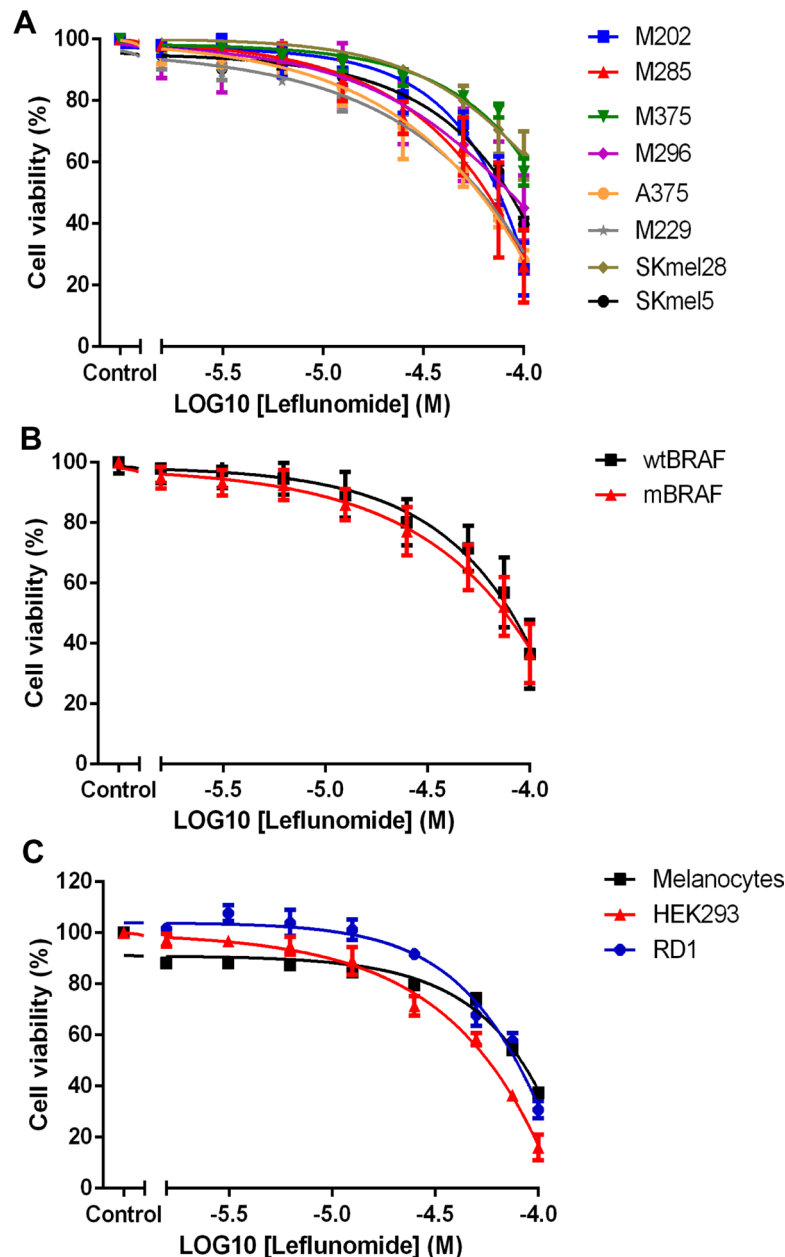 A
Cell viability (%)
100
80
60
40
20
0
Control
-5.5
-5.0
-4.5
-4.0
LOG10 [Leflunomide] (M)
M202
M285
M375
M296
A375
M229
SKmel28
SKmel5
B
Cell viability (%)
100
80
60
40
20
0
Control
-5.5
-5.0
-4.5
-4.0
LOG10 [Leflunomide] (M)
wtBRAF
mBRAF
C
Cell viability (%)
120
100
80
60
40
20
0
Control
-5.5
-5.0
-4.5
-4.0
LOG10 [Leflunomide] (M)
Melanocytes
HEK293
RD1